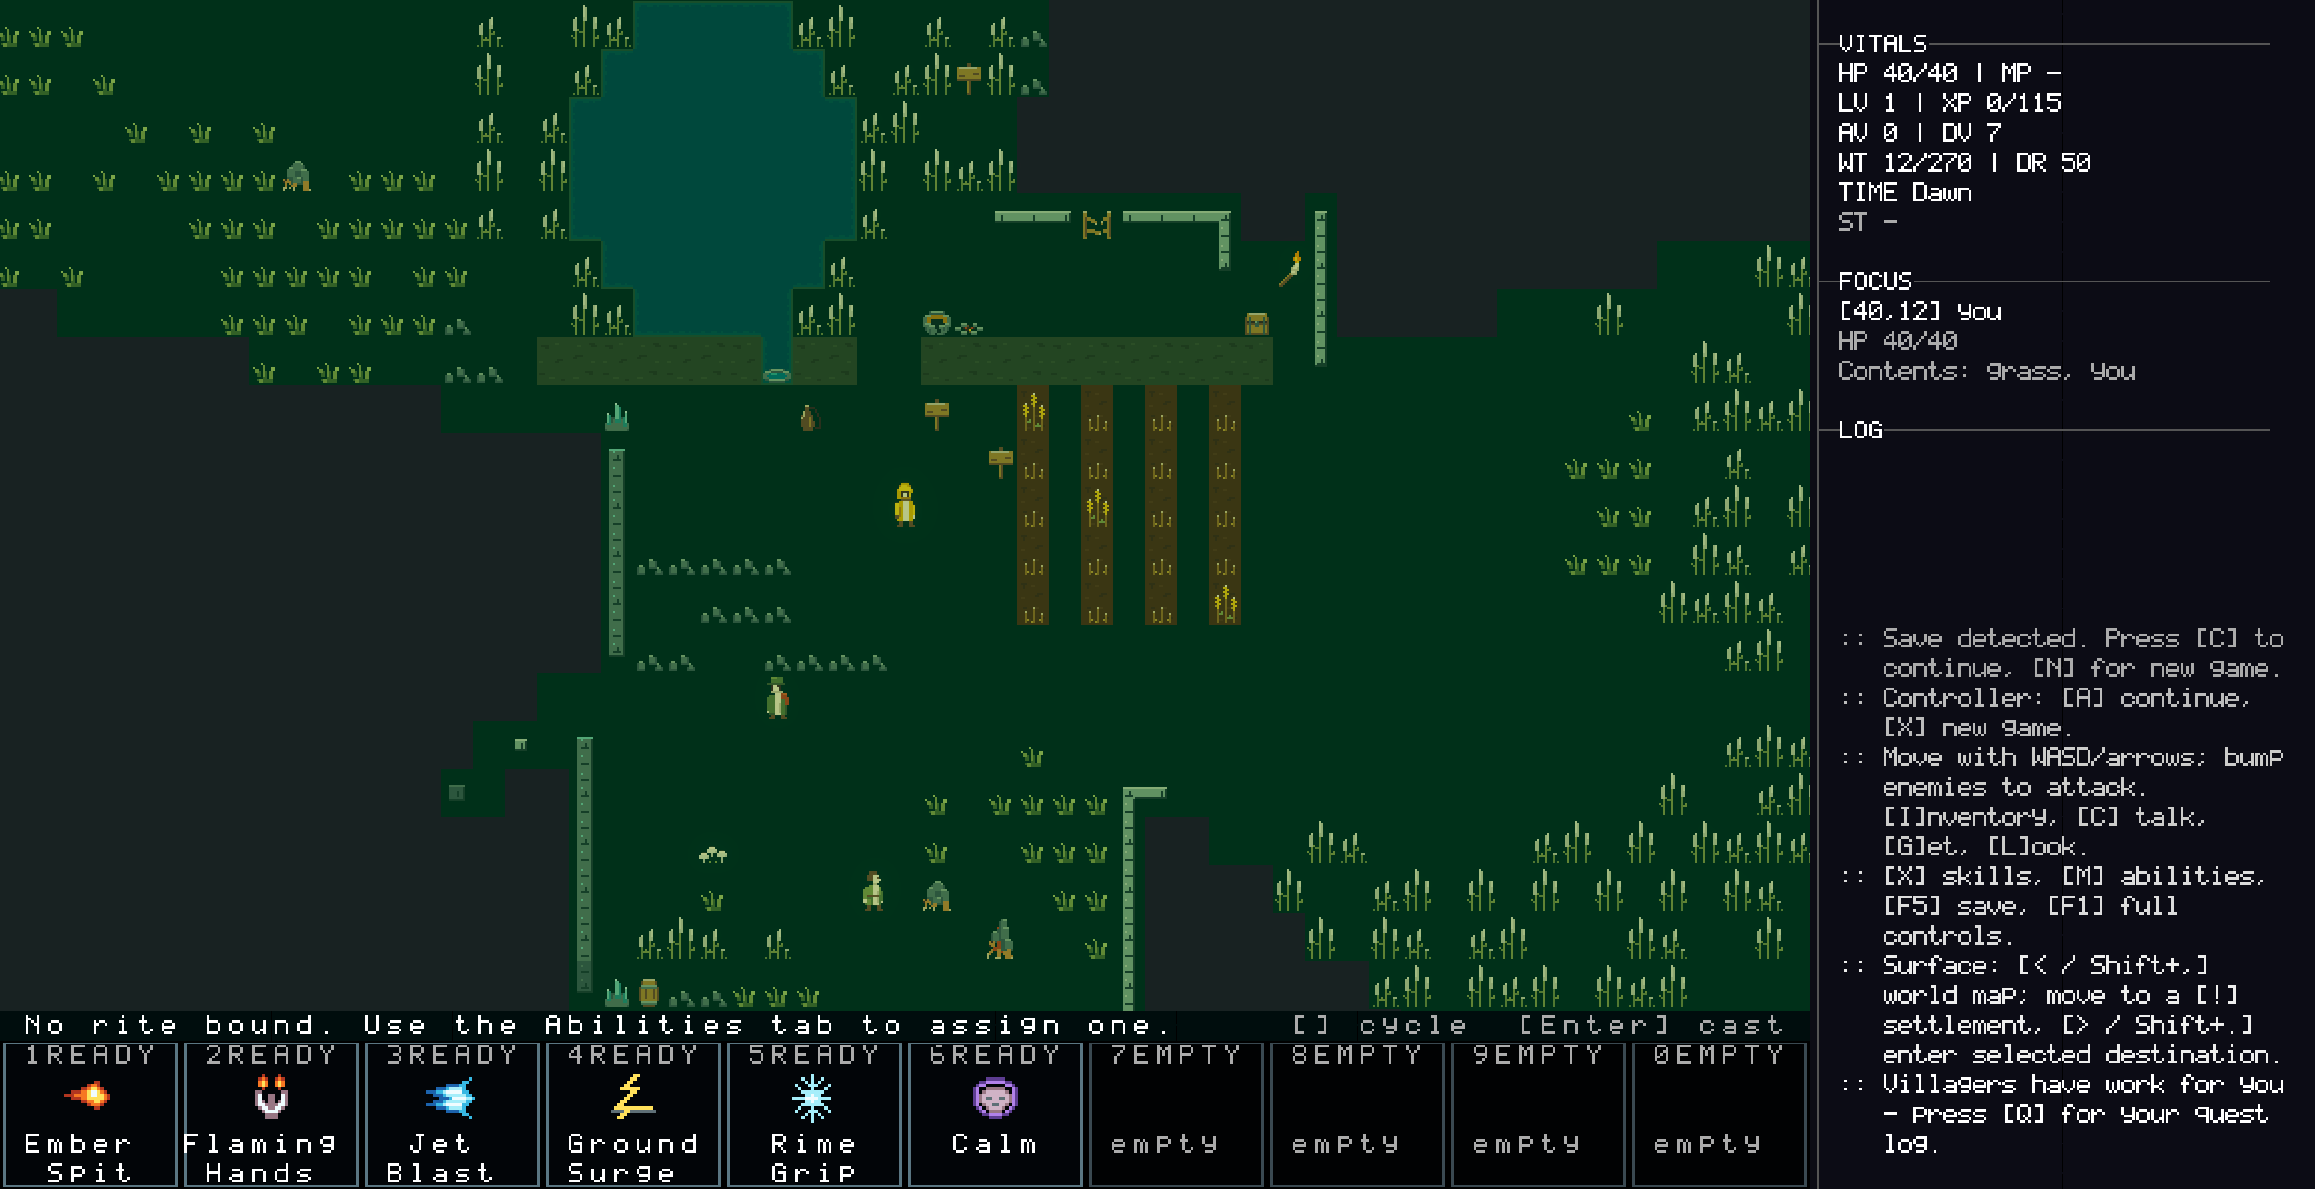 VITALS
HP 40/40 | MP -
LV 1 | XP 0/115
AV 0 | DV 7
WT 12/270 | DR 50
TIME Dawn
ST -
FOCUS
[40,12] you
HP 40/40
Contents: grass, you
LOG
:: Save detected. Press [C] to
continue, [N] for new game.
:: Controller: [A] continue,
[X] new game.
:: Move with WASD/arrows; bump
enemies to attack.
[I]nventory, [C] talk,
[G]et, [L]ook.
:: [X] skills, [M] abilities,
[F5] save, [F1] full
controls.
:: Surface: [< / Shift+,]
world map; move to a [!]
settlement, [> / Shift+.]
enter selected destination.
:: Villagers have work for you
- press [Q] for your quest
log.
No rite bound. Use the Abilities tab to assign one. [] cycle [Enter] cast
1READY 2READY 3READY 4READY 5READY 6READY 7EMPTY 8EMPTY 9EMPTY 0EMPTY
Ember Flaming Jet Ground Rime Calm empty empty empty empty
Spit Hands Blast Surge Grip